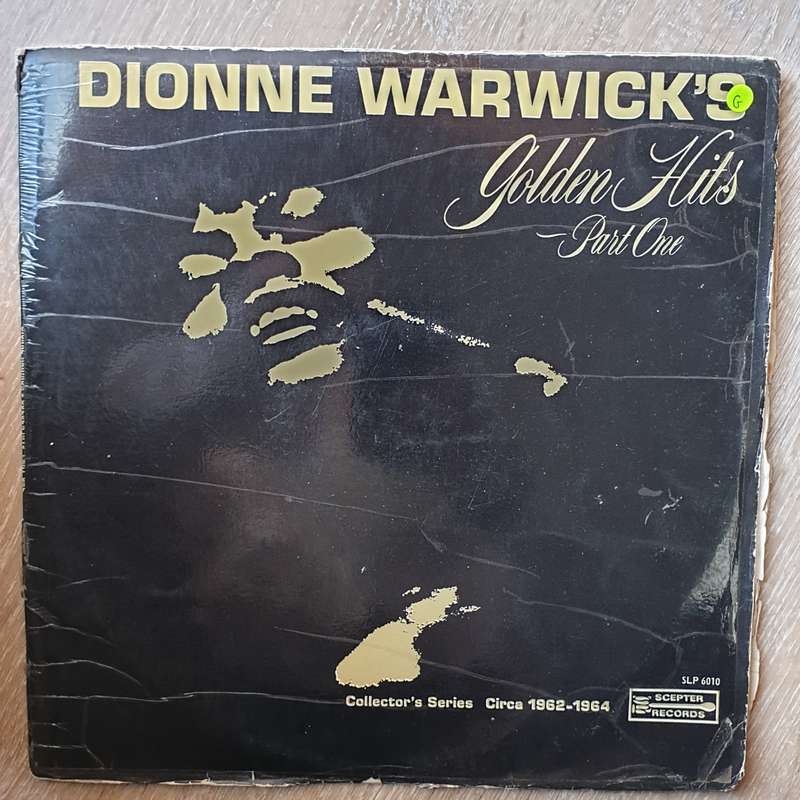 DIONNE WARWICK'S
G
Golden Hits
—Part One
SLP 6010
Collector's Series Circa 1962-1964
SCEPTER
RECORDS